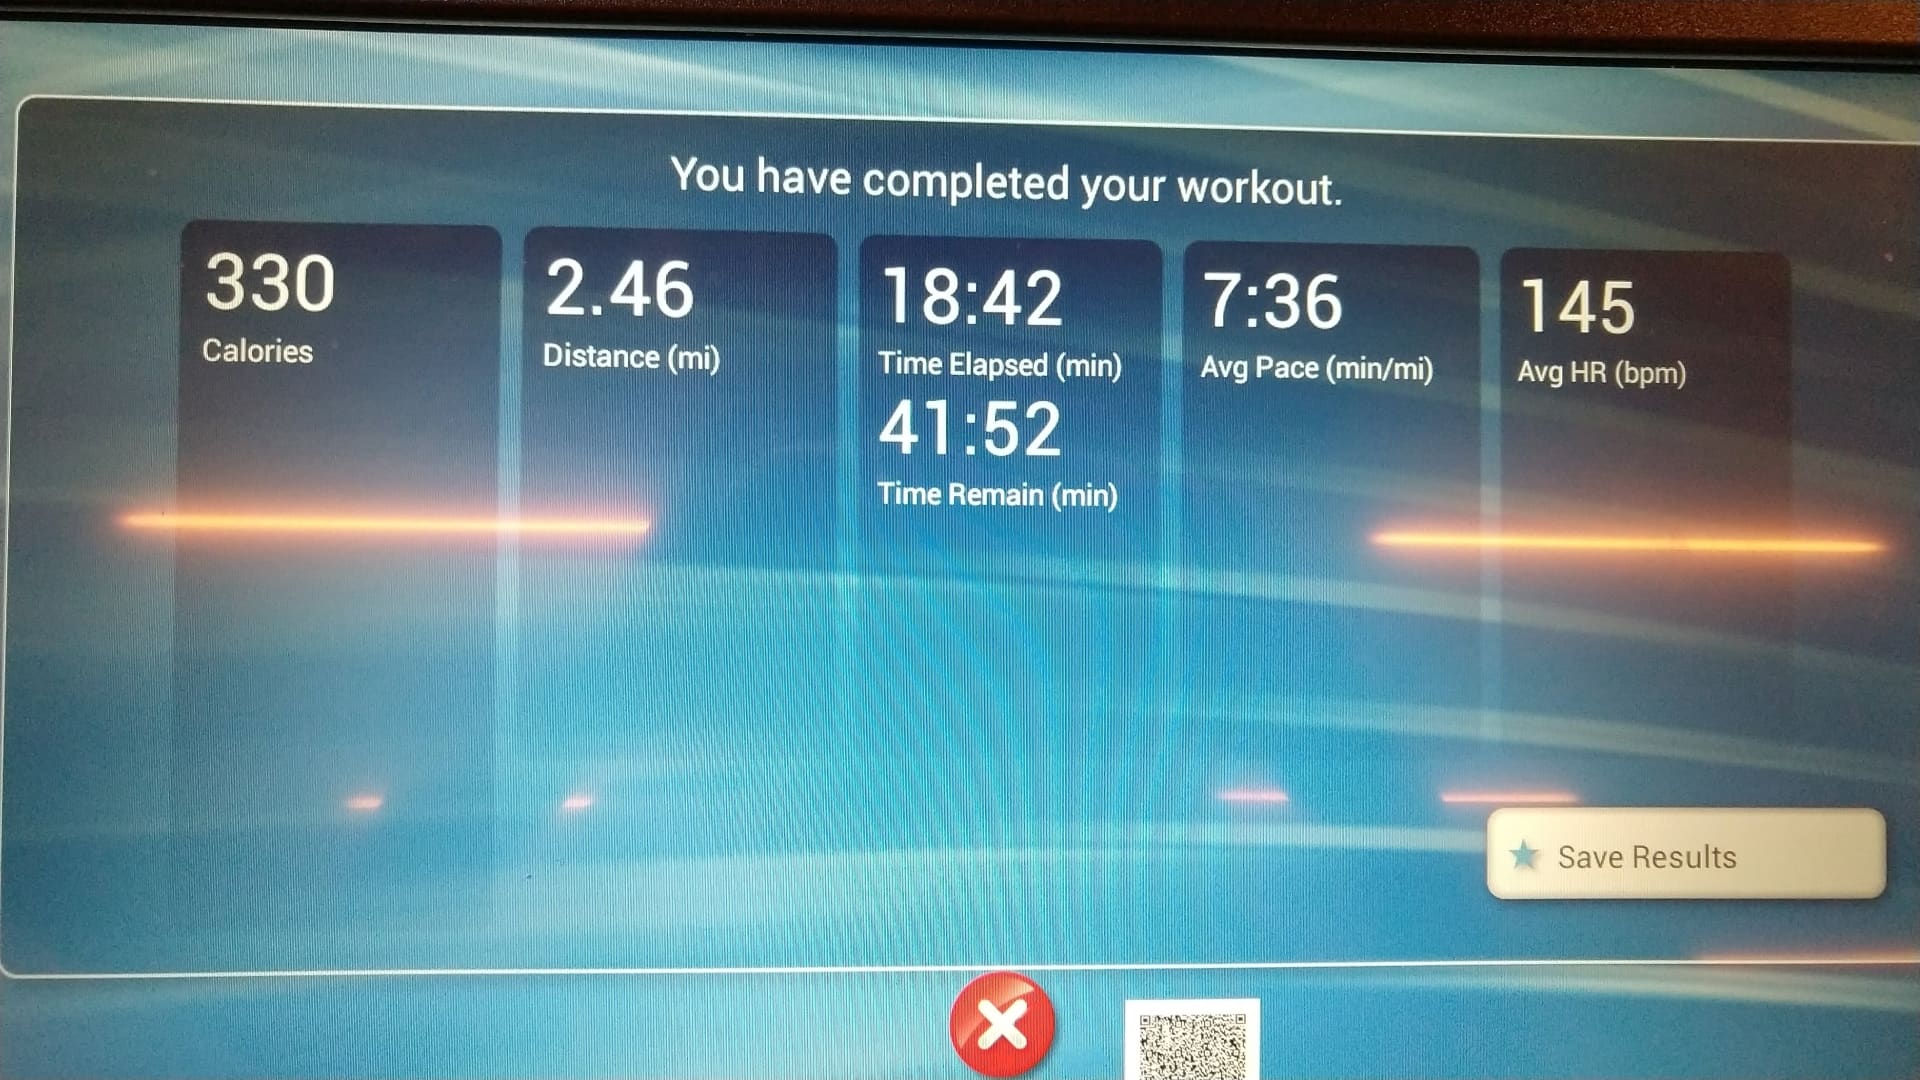 You have completed your workout.
330
Calories
2.46
Distance (mi)
18:42
Time Elapsed (min)
41:52
Time Remain (min)
7:36
Avg Pace (min/mi)
145
Avg HR (bpm)
Save Results